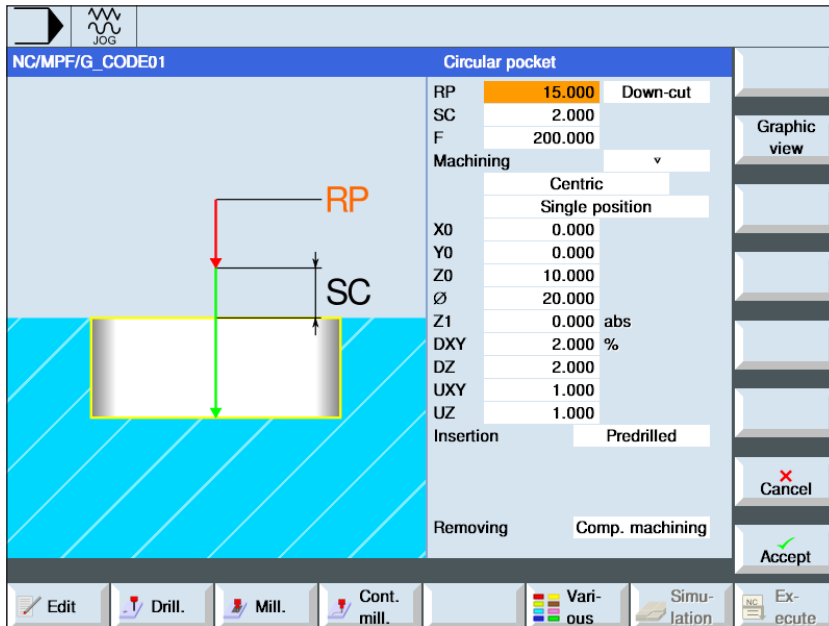 JOG
NC/MPF/G_CODE01
Circular pocket
RP 15.000 Down-cut
SC 2.000
F 200.000
Machining ▿
Centric
Single position
X0 0.000
Y0 0.000
Z0 10.000
Ø 20.000
Z1 0.000 abs
DXY 2.000 %
DZ 2.000
UXY 1.000
UZ 1.000
Insertion Predrilled
Removing Comp. machining
RP
SC
Graphic
view
Cancel
Accept
Edit
Drill.
Mill.
Cont.
mill.
Vari-
ous
Simu-
lation
NC
Ex-
ecute